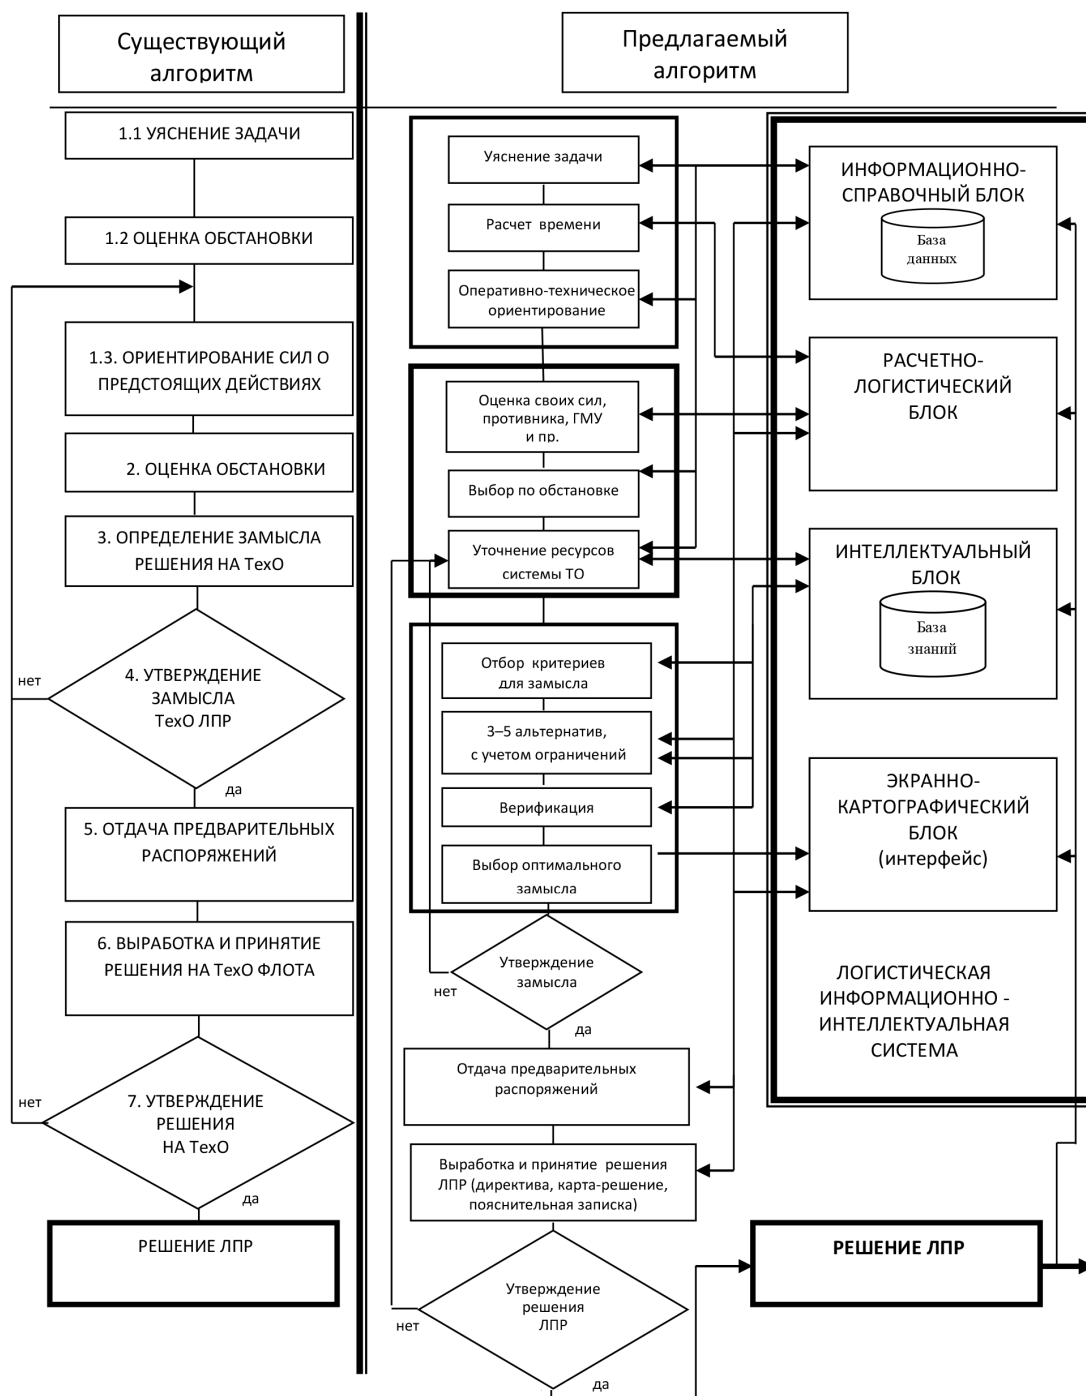 Существующий
алгоритм
Предлагаемый
алгоритм
1.1 УЯСНЕНИЕ ЗАДАЧИ
1.2 ОЦЕНКА ОБСТАНОВКИ
1.3. ОРИЕНТИРОВАНИЕ СИЛ О
ПРЕДСТОЯЩИХ ДЕЙСТВИЯХ
2. ОЦЕНКА ОБСТАНОВКИ
3. ОПРЕДЕЛЕНИЕ ЗАМЫСЛА
РЕШЕНИЯ НА ТехО
нет
4. УТВЕРЖДЕНИЕ
ЗАМЫСЛА
ТехО ЛПР
да
5. ОТДАЧА ПРЕДВАРИТЕЛЬНЫХ
РАСПОРЯЖЕНИЙ
6. ВЫРАБОТКА И ПРИНЯТИЕ
РЕШЕНИЯ НА ТехО ФЛОТА
нет
7. УТВЕРЖДЕНИЕ
РЕШЕНИЯ
НА ТехО
да
РЕШЕНИЕ ЛПР
Уяснение задачи
Расчет времени
Оперативно-техническое
ориентирование
Оценка своих сил,
противника, ГМУ
и пр.
Выбор по обстановке
Уточнение ресурсов
системы ТО
Отбор критериев
для замысла
3–5 альтернатив,
с учетом ограничений
Верификация
Выбор оптимального
замысла
Утверждение
замысла
нет
да
Отдача предварительных
распоряжений
Выработка и принятие решения
ЛПР (директива, карта-решение,
пояснительная записка)
Утверждение
решения
ЛПР
нет
да
ИНФОРМАЦИОННО-
СПРАВОЧНЫЙ БЛОК
База
данных
РАСЧЕТНО-
ЛОГИСТИЧЕСКИЙ
БЛОК
ИНТЕЛЛЕКТУАЛЬНЫЙ
БЛОК
База
знаний
ЭКРАННО-
КАРТОГРАФИЧЕСКИЙ
БЛОК
(интерфейс)
ЛОГИСТИЧЕСКАЯ
ИНФОРМАЦИОННО -
ИНТЕЛЛЕКТУАЛЬНАЯ
СИСТЕМА
РЕШЕНИЕ ЛПР